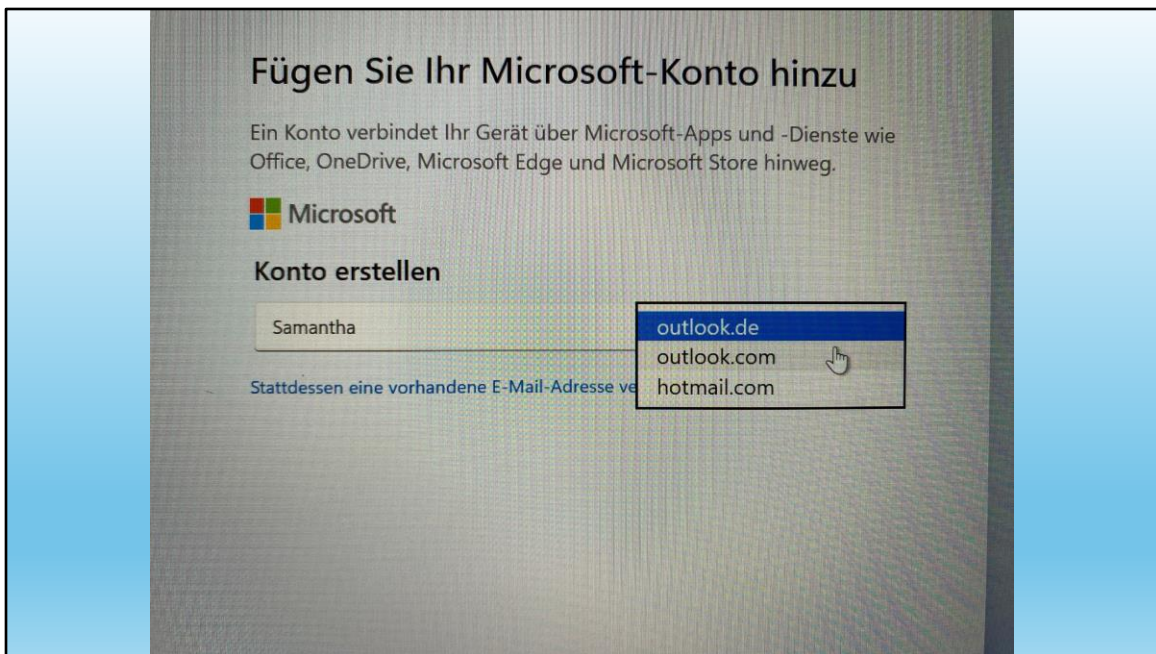 Fügen Sie Ihr Microsoft-Konto hinzu
Ein Konto verbindet Ihr Gerät über Microsoft-Apps und -Dienste wie
Office, OneDrive, Microsoft Edge und Microsoft Store hinweg.
Microsoft
Konto erstellen
Samantha
outlook.de
outlook.com
hotmail.com
Stattdessen eine vorhandene E-Mail-Adresse ve